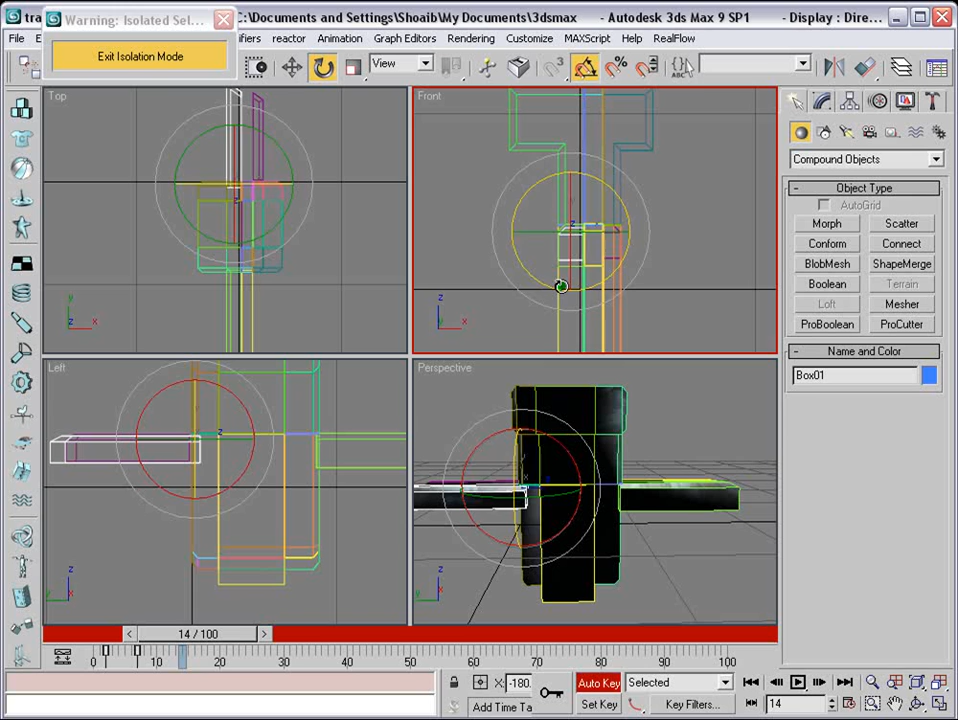 tra
Warning: Isolated Sel...
C:\Documents and Settings\Shoaib\My Documents\3dsmax
- Autodesk 3ds Max 9 SP1
- Display : Dire...
Exit Isolation Mode
File
ifiers
reactor
Animation
Graph Editors
Rendering
Customize
MAXScript
Help
RealFlow
View
3
%
ABC
Top
Front
y
z
x
z
z
x
y
Left
Perspective
z
x
y
z
y
x
Compound Objects
- Object Type
AutoGrid
Morph
Scatter
Conform
Connect
BlobMesh
ShapeMerge
Boolean
Terrain
Loft
Mesher
ProBoolean
ProCutter
- Name and Color
Box01
14 / 100
0
10
20
30
40
50
60
70
80
90
100
X:
-180.
Auto Key
Selected
Add Time Ta
Set Key
Key Filters...
14